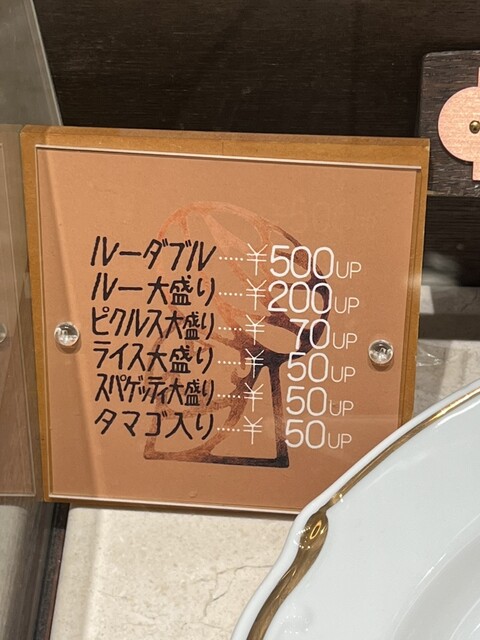 ルーダブル……¥500UP
ルー大盛り……¥200UP
ピクルス大盛り……¥70UP
ライス大盛り……¥50UP
スパゲッティ大盛り……¥50UP
タマゴ入り……¥50UP